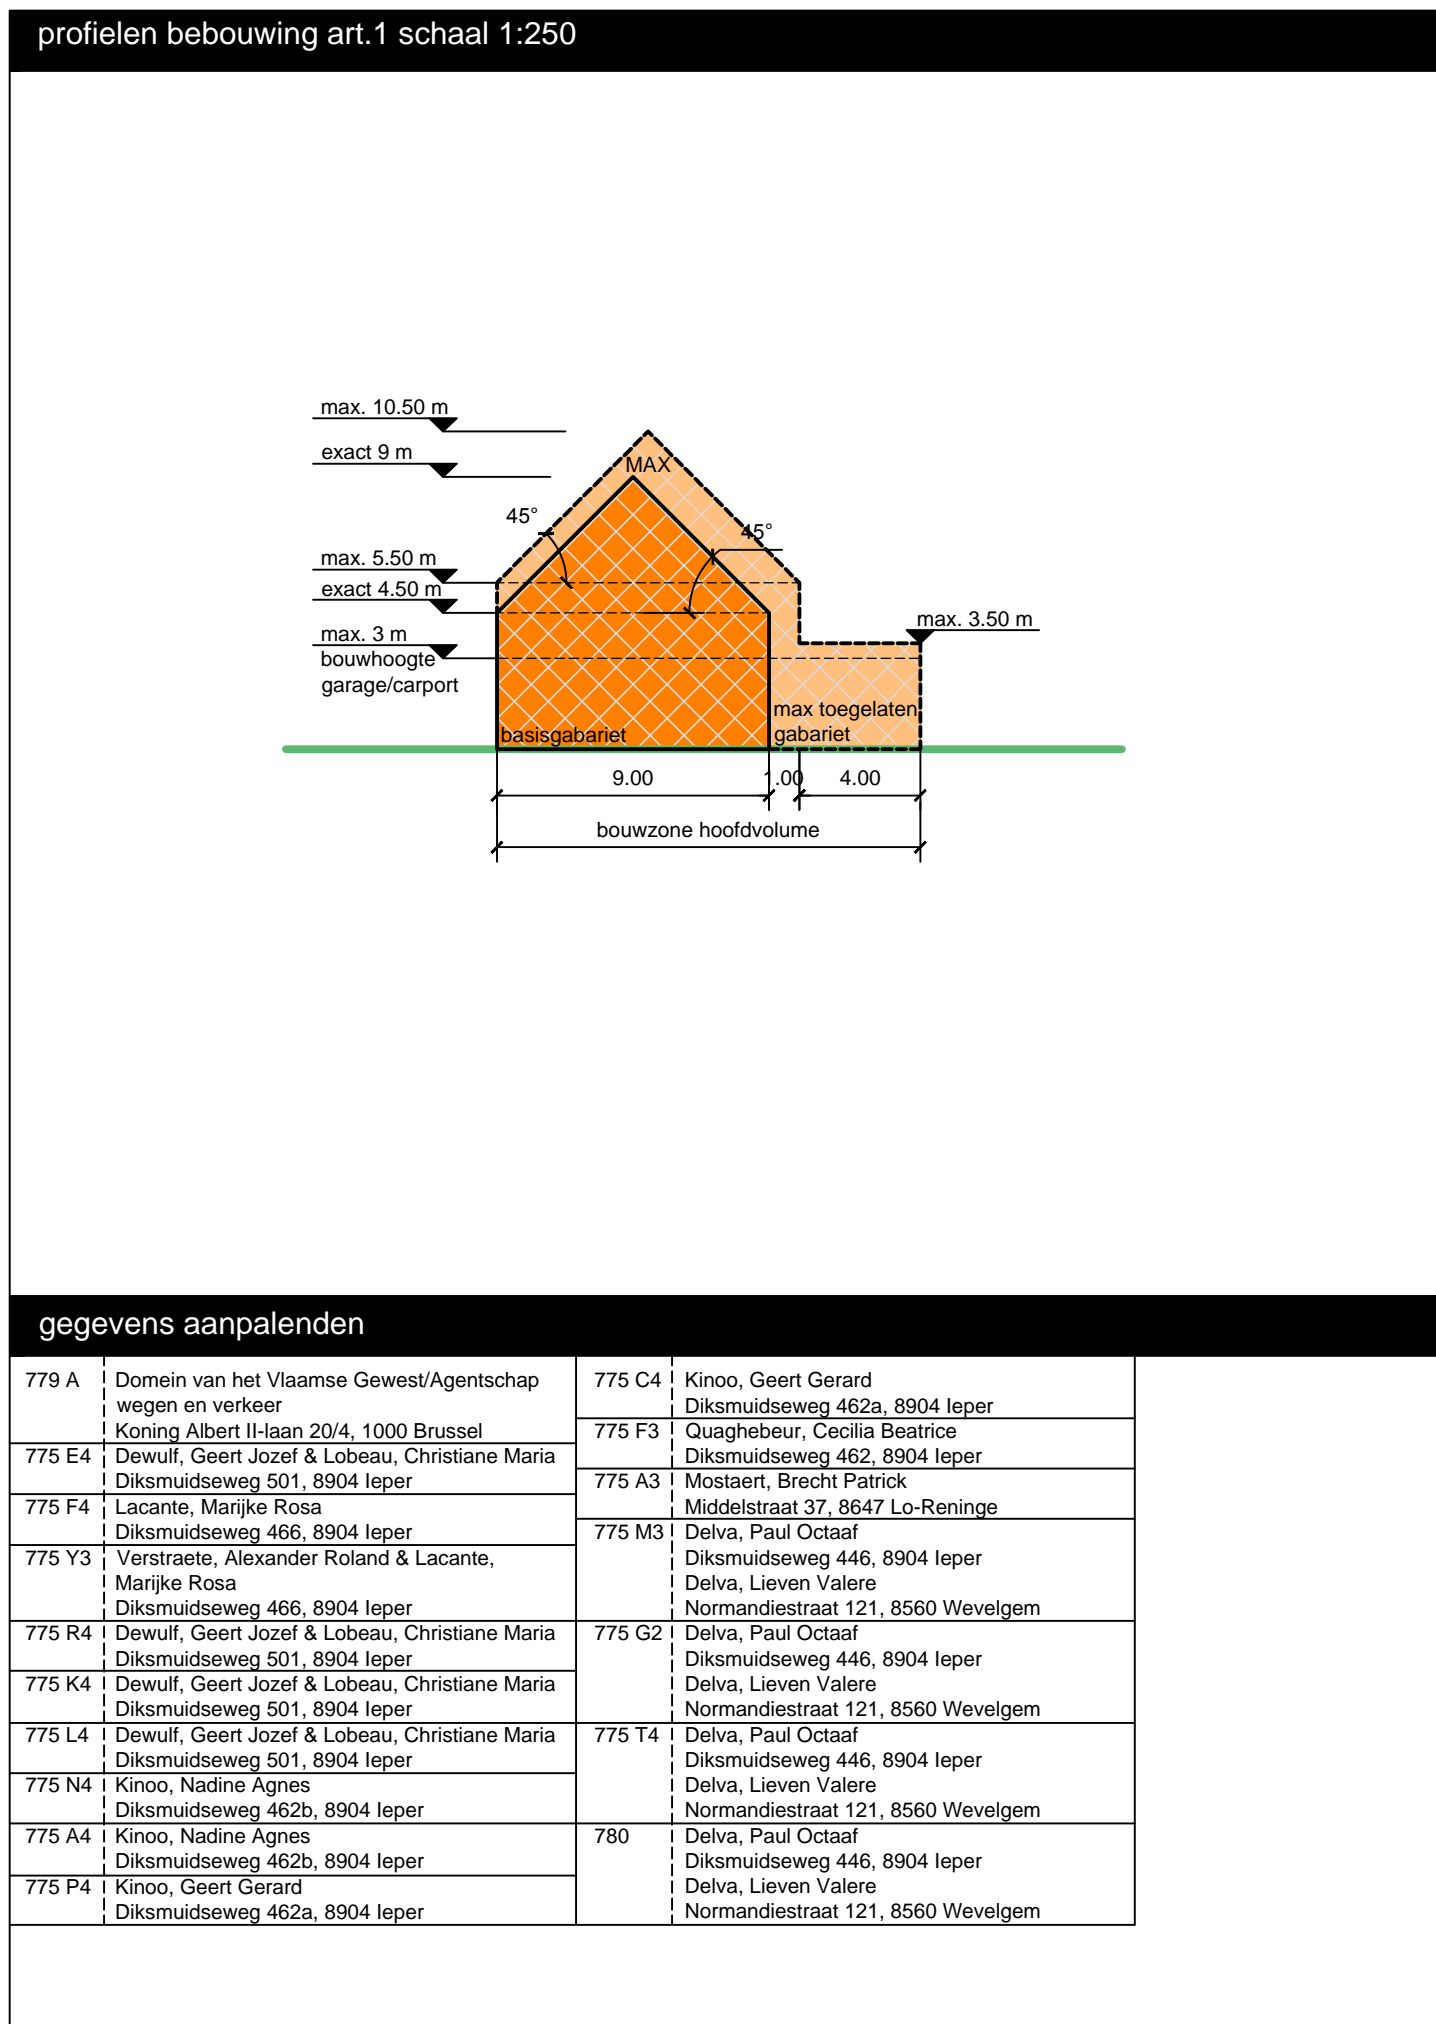 profielen bebouwing art.1 schaal 1:250
max. 10.50 m
exact 9 m
MAX
45°
45°
max. 5.50 m
exact 4.50 m
max. 3 m
bouwhoogte
garage/carport
max. 3.50 m
max toegelaten
gabariet
basisgabariet
9.00
1.00
4.00
bouwzone hoofdvolume
gegevens aanpalenden
779 A Domein van het Vlaamse Gewest/Agentschap
wegen en verkeer
Koning Albert II-laan 20/4, 1000 Brussel
775 E4 Dewulf, Geert Jozef & Lobeau, Christiane Maria
Diksmuidseweg 501, 8904 Ieper
775 F4 Lacante, Marijke Rosa
Diksmuidseweg 466, 8904 Ieper
775 Y3 Verstraete, Alexander Roland & Lacante,
Marijke Rosa
Diksmuidseweg 466, 8904 Ieper
775 R4 Dewulf, Geert Jozef & Lobeau, Christiane Maria
Diksmuidseweg 501, 8904 Ieper
775 K4 Dewulf, Geert Jozef & Lobeau, Christiane Maria
Diksmuidseweg 501, 8904 Ieper
775 L4 Dewulf, Geert Jozef & Lobeau, Christiane Maria
Diksmuidseweg 501, 8904 Ieper
775 N4 Kinoo, Nadine Agnes
Diksmuidseweg 462b, 8904 Ieper
775 A4 Kinoo, Nadine Agnes
Diksmuidseweg 462b, 8904 Ieper
775 P4 Kinoo, Geert Gerard
Diksmuidseweg 462a, 8904 Ieper
775 C4 Kinoo, Geert Gerard
Diksmuidseweg 462a, 8904 Ieper
775 F3 Quaghebeur, Cecilia Beatrice
Diksmuidseweg 462, 8904 Ieper
775 A3 Mostaert, Brecht Patrick
Middelstraat 37, 8647 Lo-Reninge
775 M3 Delva, Paul Octaaf
Diksmuidseweg 446, 8904 Ieper
Delva, Lieven Valere
Normandiestraat 121, 8560 Wevelgem
775 G2 Delva, Paul Octaaf
Diksmuidseweg 446, 8904 Ieper
Delva, Lieven Valere
Normandiestraat 121, 8560 Wevelgem
775 T4 Delva, Paul Octaaf
Diksmuidseweg 446, 8904 Ieper
Delva, Lieven Valere
Normandiestraat 121, 8560 Wevelgem
780 Delva, Paul Octaaf
Diksmuidseweg 446, 8904 Ieper
Delva, Lieven Valere
Normandiestraat 121, 8560 Wevelgem